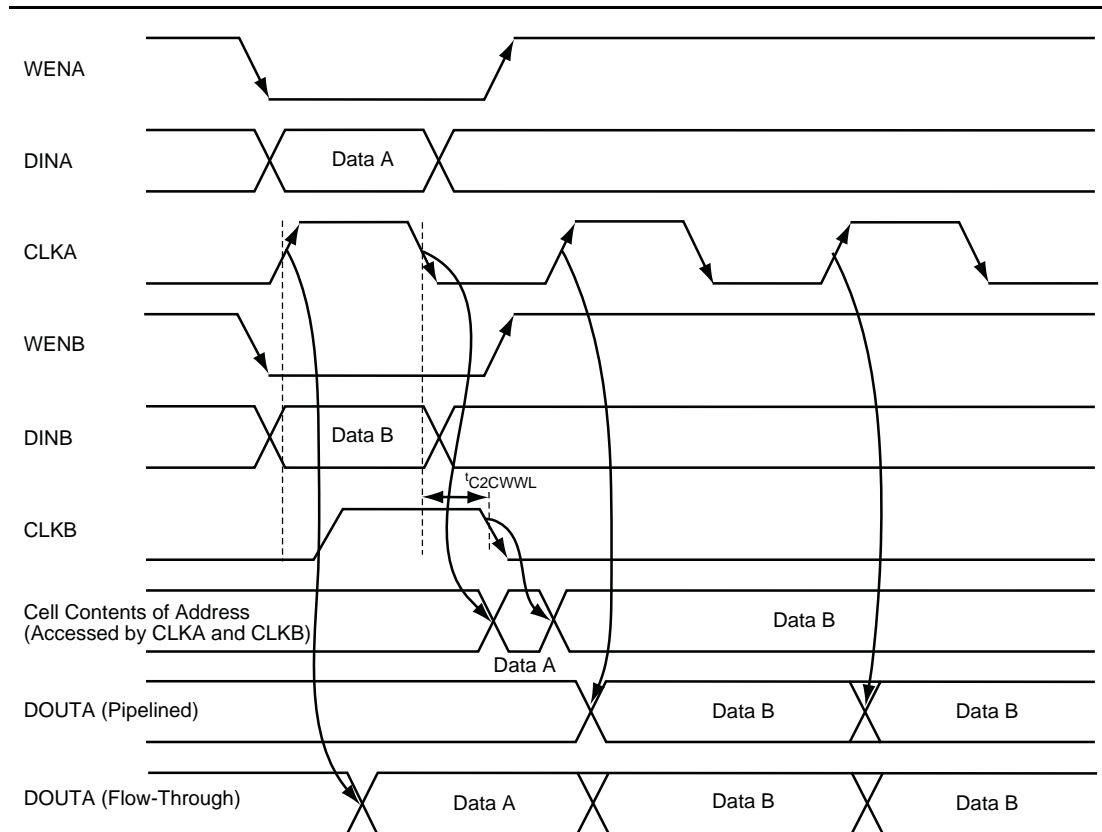 WENA
DINA
Data A
CLKA
WENB
DINB
Data B
tC2CWWL
CLKB
Cell Contents of Address
(Accessed by CLKA and CLKB)
Data B
Data A
DOUTA (Pipelined)
Data B
Data B
DOUTA (Flow-Through)
Data A
Data B
Data B